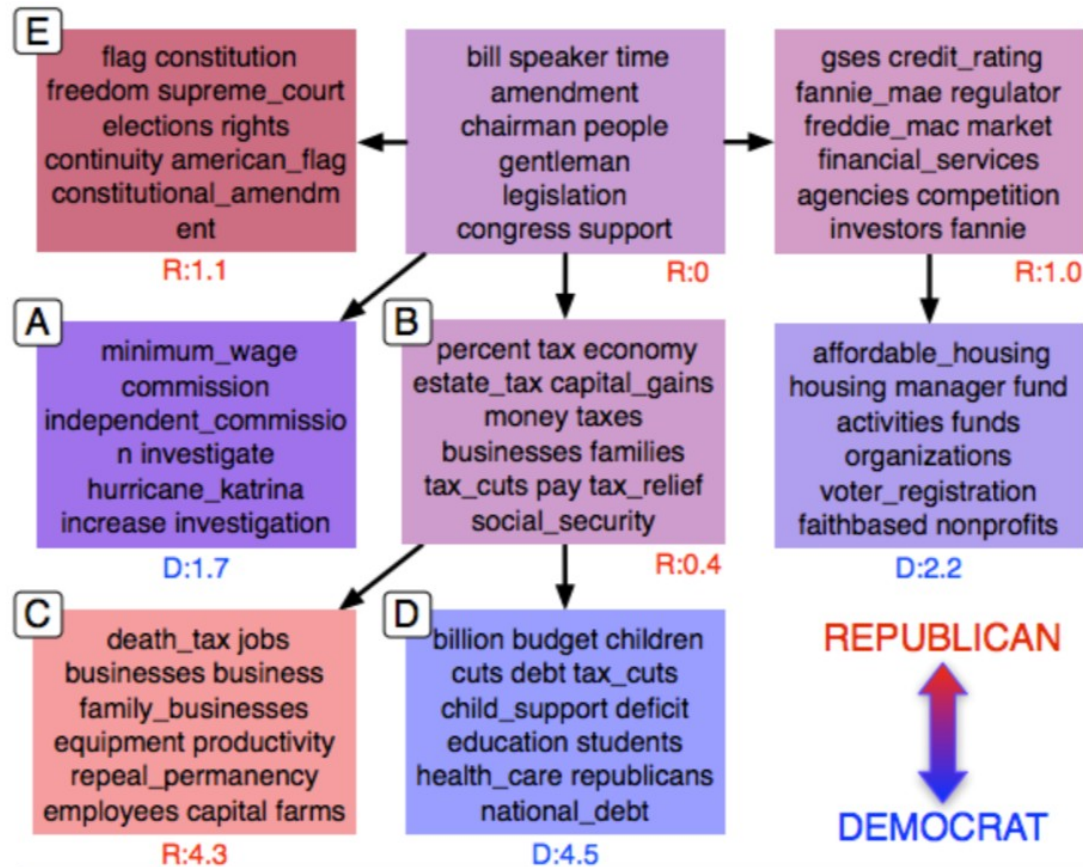 E
flag constitution
freedom supreme_court
elections rights
continuity american_flag
constitutional_amendm
ent
R:1.1
bill speaker time
amendment
chairman people
gentleman
legislation
congress support
R:0
gses credit_rating
fannie_mae regulator
freddie_mac market
financial_services
agencies competition
investors fannie
R:1.0
A
minimum_wage
commission
independent_commissio
n investigate
hurricane_katrina
increase investigation
D:1.7
B
percent tax economy
estate_tax capital_gains
money taxes
businesses families
tax_cuts pay tax_relief
social_security
R:0.4
affordable_housing
housing manager fund
activities funds
organizations
voter_registration
faithbased nonprofits
D:2.2
C
death_tax jobs
businesses business
family_businesses
equipment productivity
repeal_permanency
employees capital farms
R:4.3
D
billion budget children
cuts debt tax_cuts
child_support deficit
education students
health_care republicans
national_debt
D:4.5
REPUBLICAN
DEMOCRAT